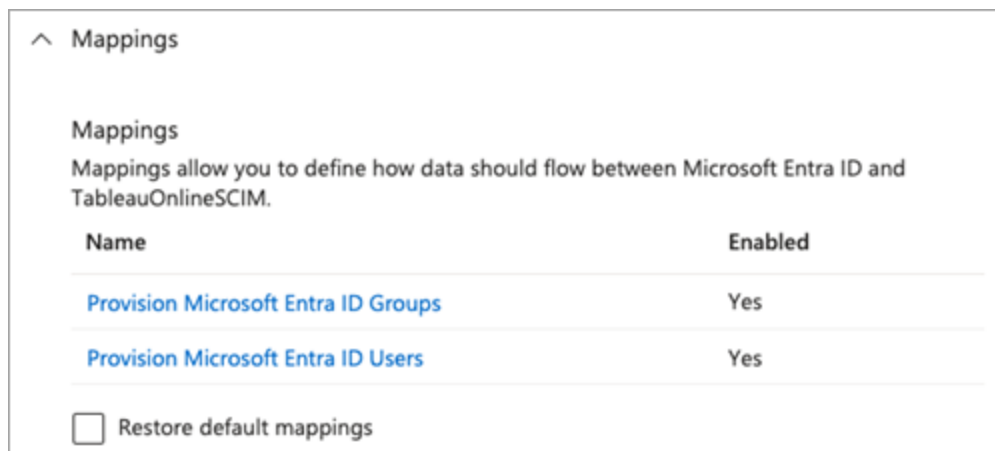 Mappings
Mappings
Mappings allow you to define how data should flow between Microsoft Entra ID and
TableauOnlineSCIM.
Name Enabled
Provision Microsoft Entra ID Groups Yes
Provision Microsoft Entra ID Users Yes
Restore default mappings